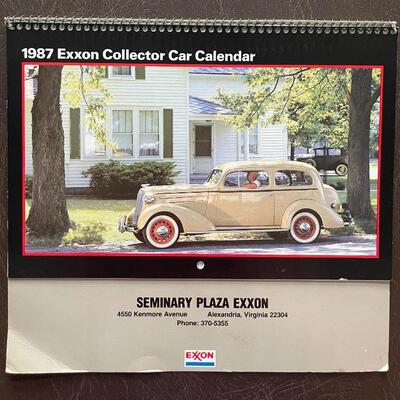 1987 Exxon Collector Car Calendar
SEMINARY PLAZA EXXON
4550 Kenmore Avenue Alexandria, Virginia 22304
Phone: 370-5355
EXXON